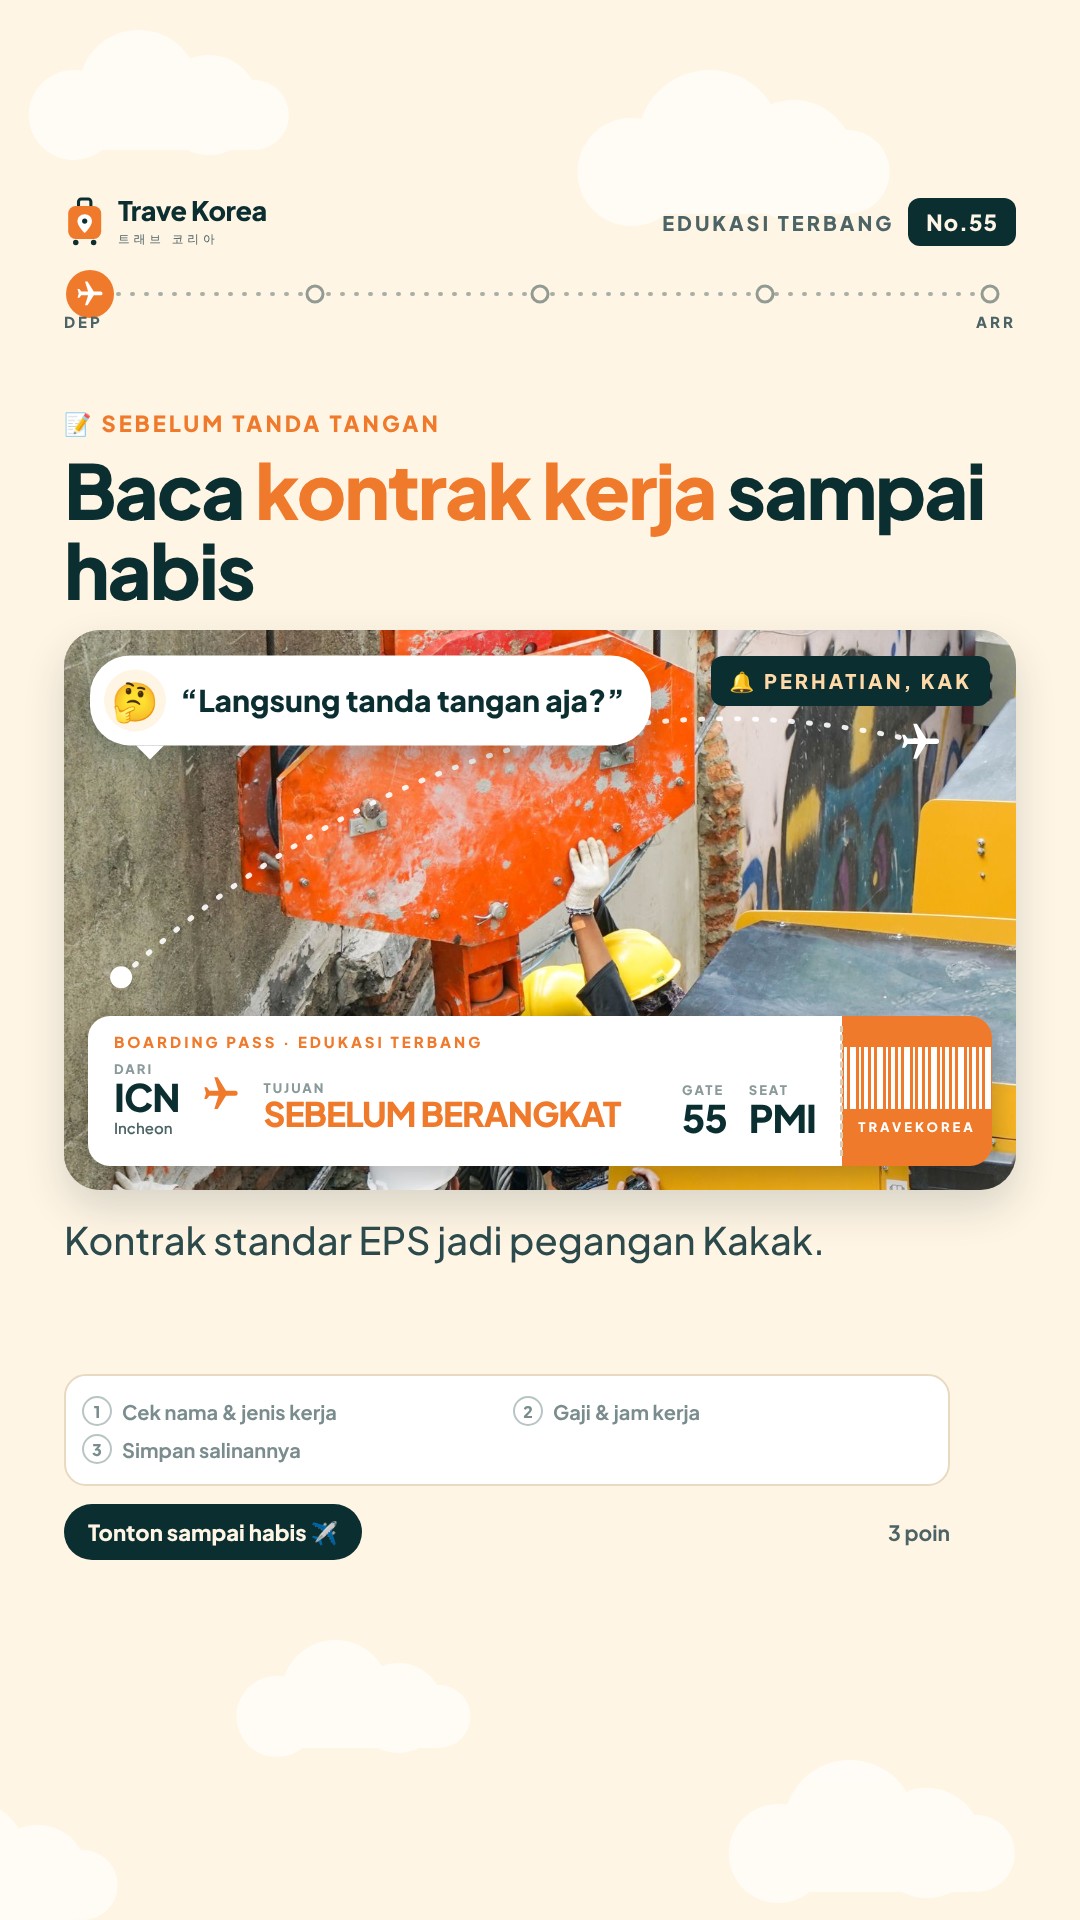 Trave Korea
트래브 코리아
EDUKASI TERBANG
No.55
DEP
ARR
📝 SEBELUM TANDA TANGAN
Baca kontrak kerja sampai
habis
🤔 “Langsung tanda tangan aja?”
🔔 PERHATIAN, KAK
BOARDING PASS · EDUKASI TERBANG
DARI
ICN
Incheon
TUJUAN
SEBELUM BERANGKAT
GATE
55
SEAT
PMI
TRAVEKOREA
Kontrak standar EPS jadi pegangan Kakak.
1 Cek nama & jenis kerja
2 Gaji & jam kerja
3 Simpan salinannya
Tonton sampai habis ✈️
3 poin